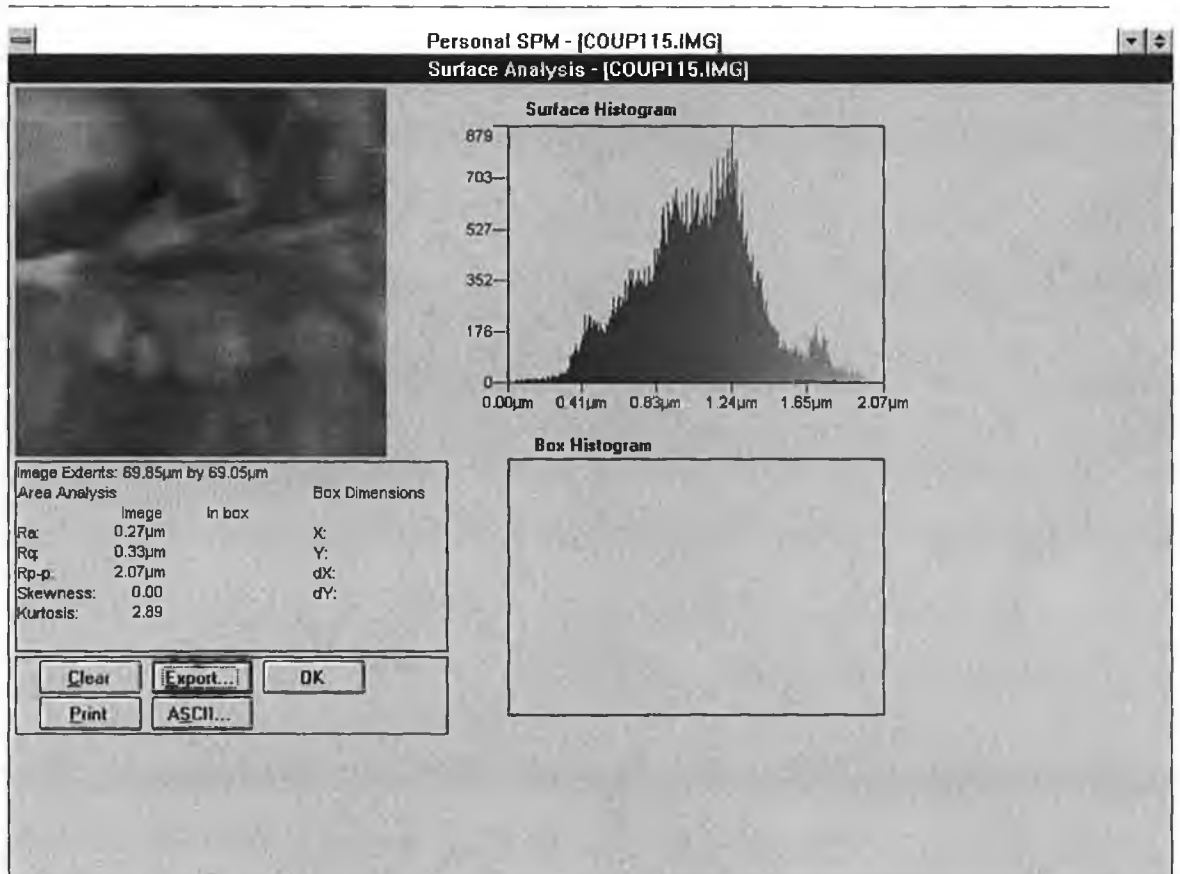 Personal SPM - [COUP115.IMG]
Surface Analysis - [COUP115.IMG]
Surface Histogram
879
703
527
352
176
0
0.00µm 0.41µm 0.83µm 1.24µm 1.65µm 2.07µm
Box Histogram
Image Extents: 69.85µm by 69.05µm
Area Analysis Box Dimensions
Image In box
Ra: 0.27µm X:
Rq: 0.33µm Y:
Rp-p: 2.07µm dX:
Skewness: 0.00 dY:
Kurtosis: 2.89
Clear Export... OK
Print ASCII...